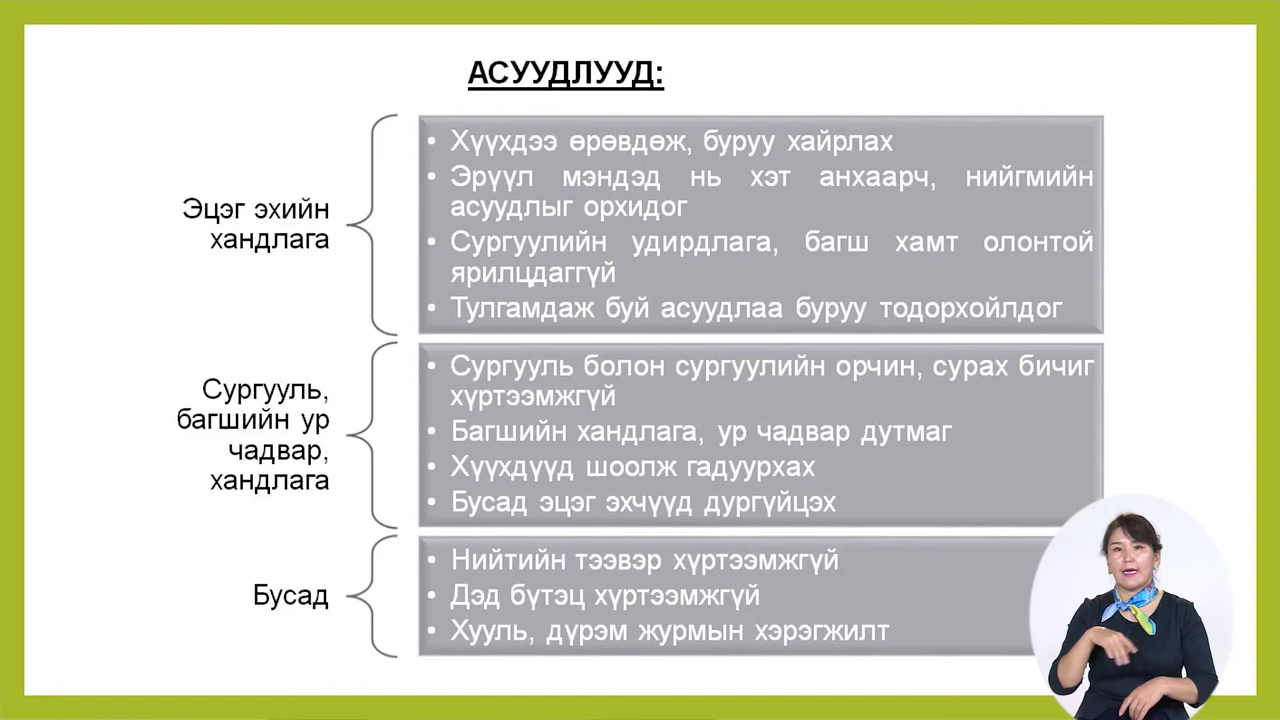 АСУУДЛУУД:
Эцэг эхийн
хандлага
• Хүүхдээ өрөвдөж, буруу хайрлах
• Эрүүл мэндэд нь хэт анхаарч, нийгмийн
асуудлыг орхидог
• Сургуулийн удирдлага, багш хамт олонтой
ярилцдаггүй
• Тулгамдаж буй асуудлаа буруу тодорхойлдог
Сургууль,
багшийн ур
чадвар,
хандлага
• Сургууль болон сургуулийн орчин, сурах бичиг
хүртээмжгүй
• Багшийн хандлага, ур чадвар дутмаг
• Хүүхдүүд шоолж гадуурхах
• Бусад эцэг эхчүүд дургүйцэх
Бусад
• Нийтийн тээвэр хүртээмжгүй
• Дэд бүтэц хүртээмжгүй
• Хууль, дүрэм журмын хэрэгжилт